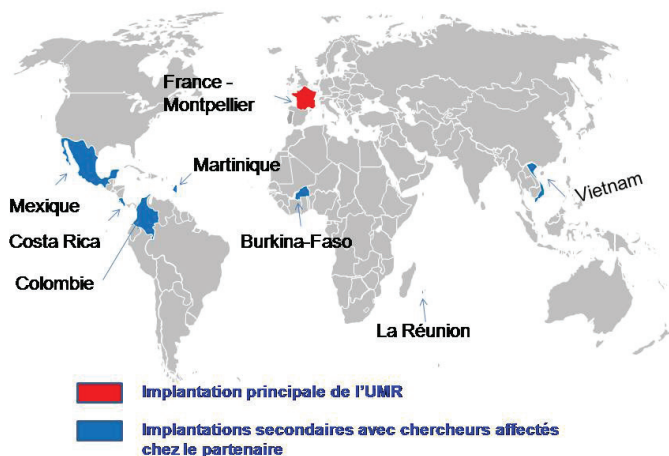 France -
Montpellier
Martinique
Mexique
Costa Rica
Colombie
Burkina-Faso
Vietnam
La Réunion
Implantation principale de l'UMR
Implantations secondaires avec chercheurs affectés
chez le partenaire